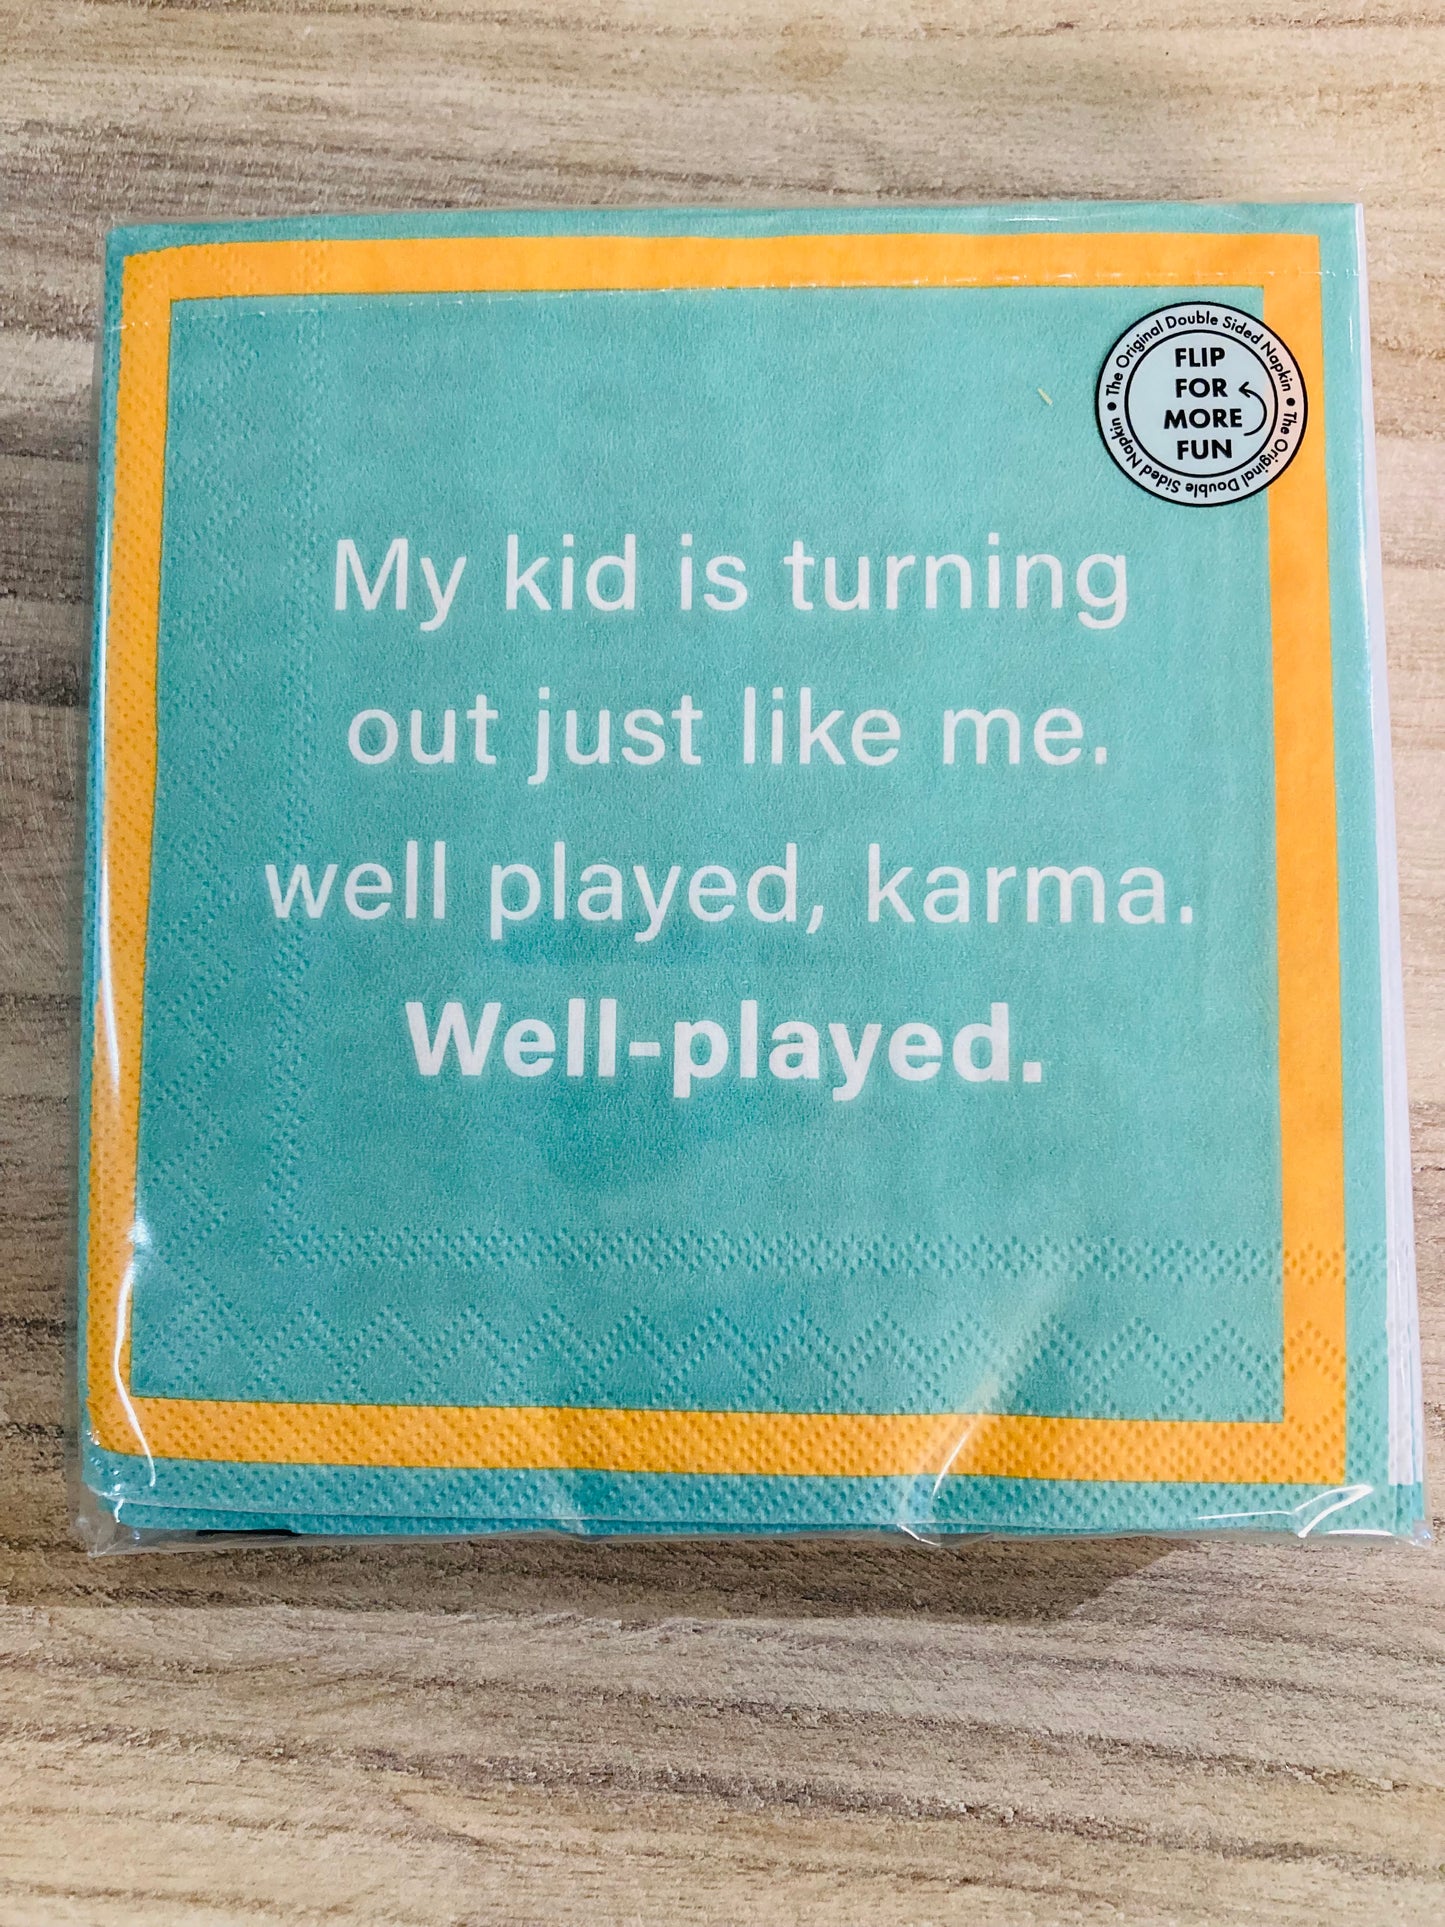 The Original Double Sided Napkin • The Original Double Sided Napkin •
FLIP
FOR
MORE
FUN
My kid is turning
out just like me.
well played, karma.
Well-played.